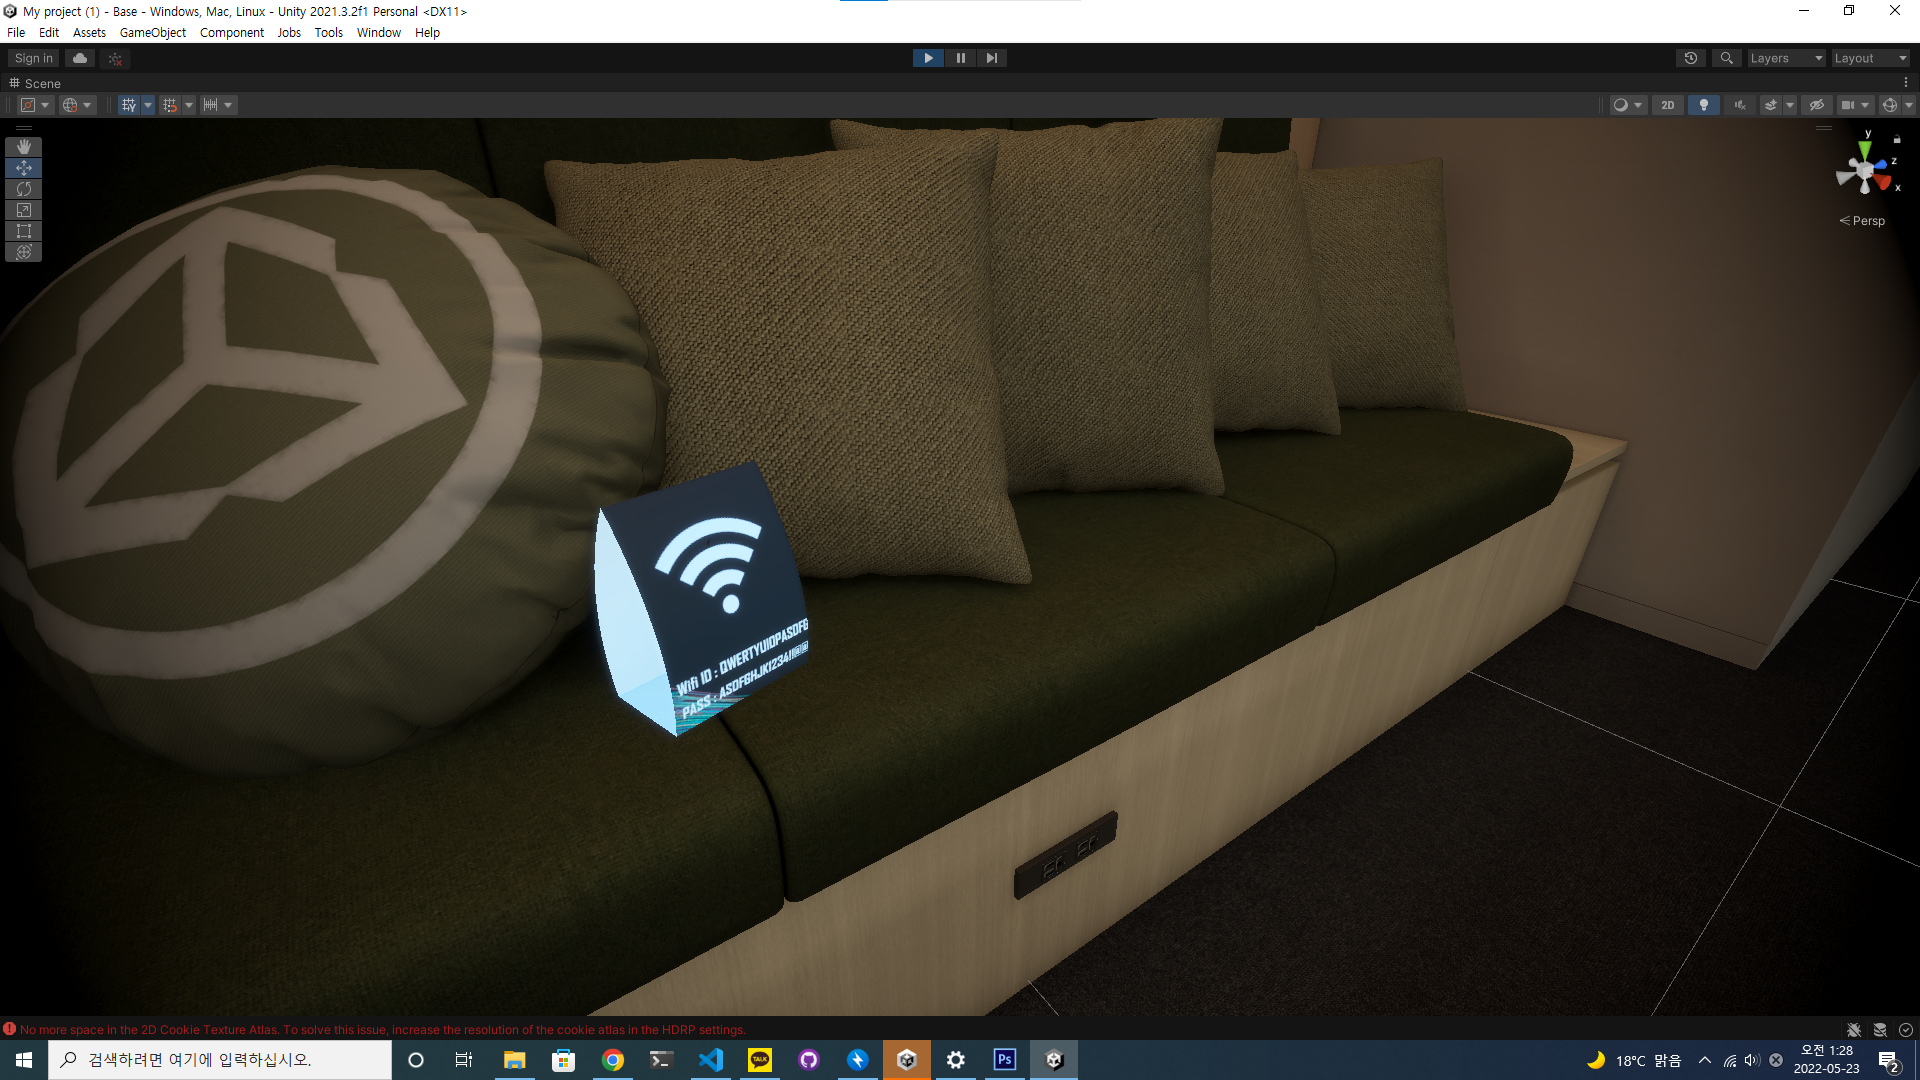 My project (1) - Base - Windows, Mac, Linux - Unity 2021.3.2f1 Personal <DX11>
File Edit Assets GameObject Component Jobs Tools Window Help
Sign in
Layers
Layout
Scene
2D
y
z
x
Persp
Wifi ID : QWERTYUIOPASDFG
PASS : ASDFGHJK1234!!@@
No more space in the 2D Cookie Texture Atlas. To solve this issue, increase the resolution of the cookie atlas in the HDRP settings.
검색하려면 여기에 입력하십시오.
TALK
Ps
18°C 맑음
오전 1:28
2022-05-23
2